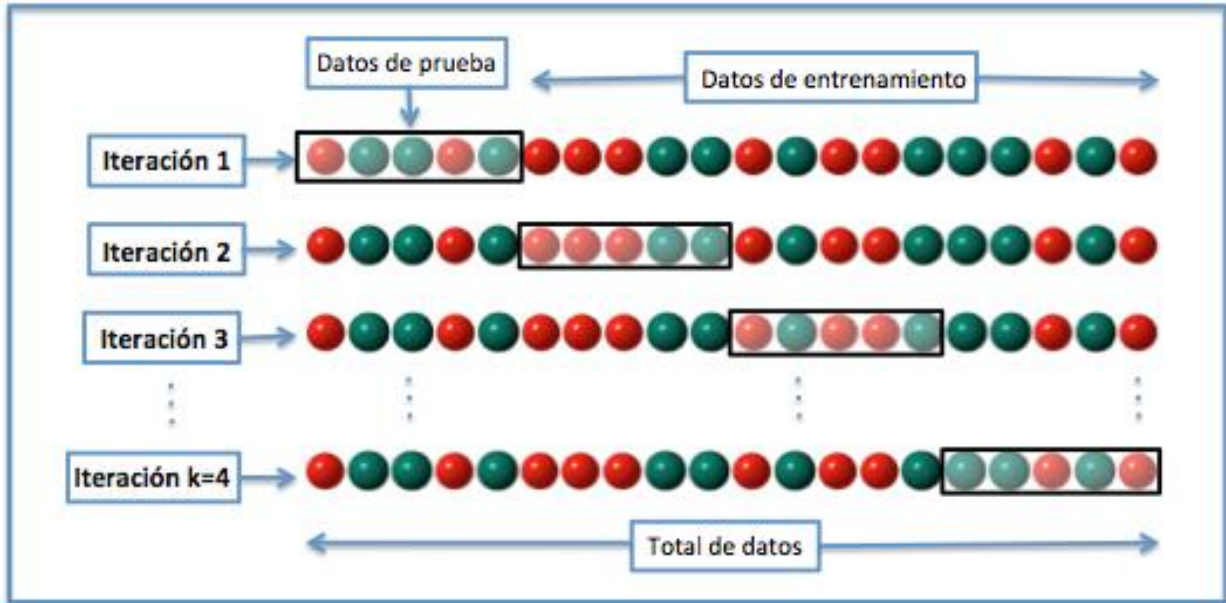 Datos de prueba
Datos de entrenamiento
Iteración 1
Iteración 2
Iteración 3
Iteración k=4
Total de datos